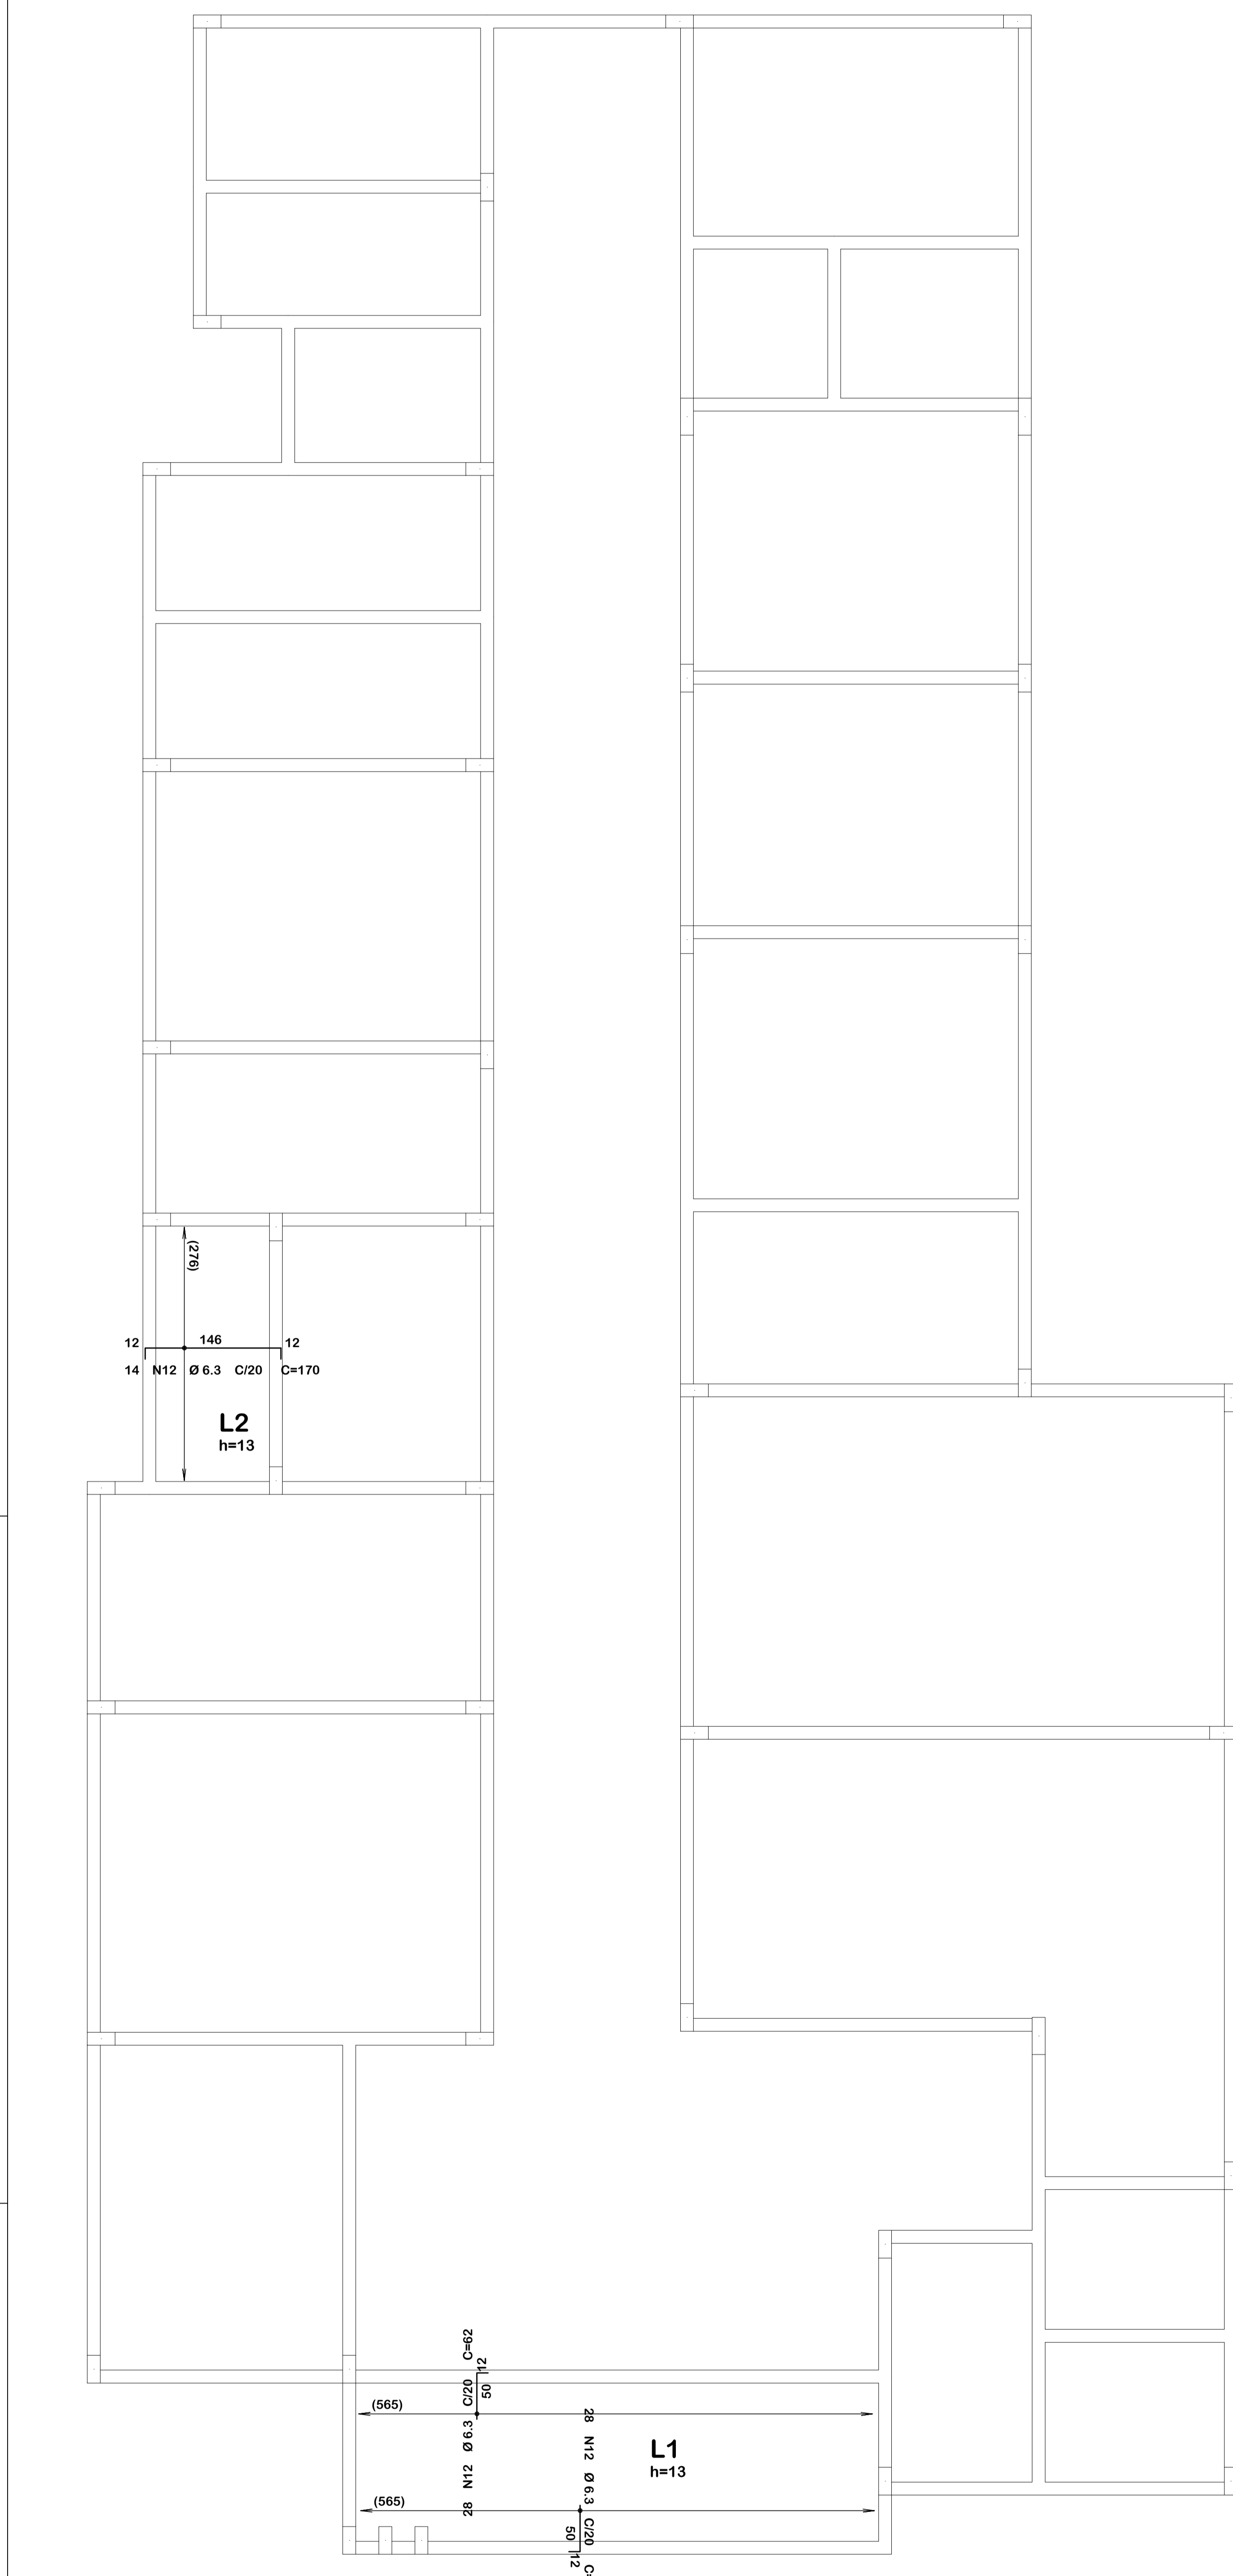 (276)
12 146 12
14 N12 Ø 6.3 C/20 C=170
L2
h=13
28 N12 Ø 6.3 C/20 C=62
12
50
(565)
28 N12 Ø 6.3 C/20 C=
L1
h=13
(565)
50
12